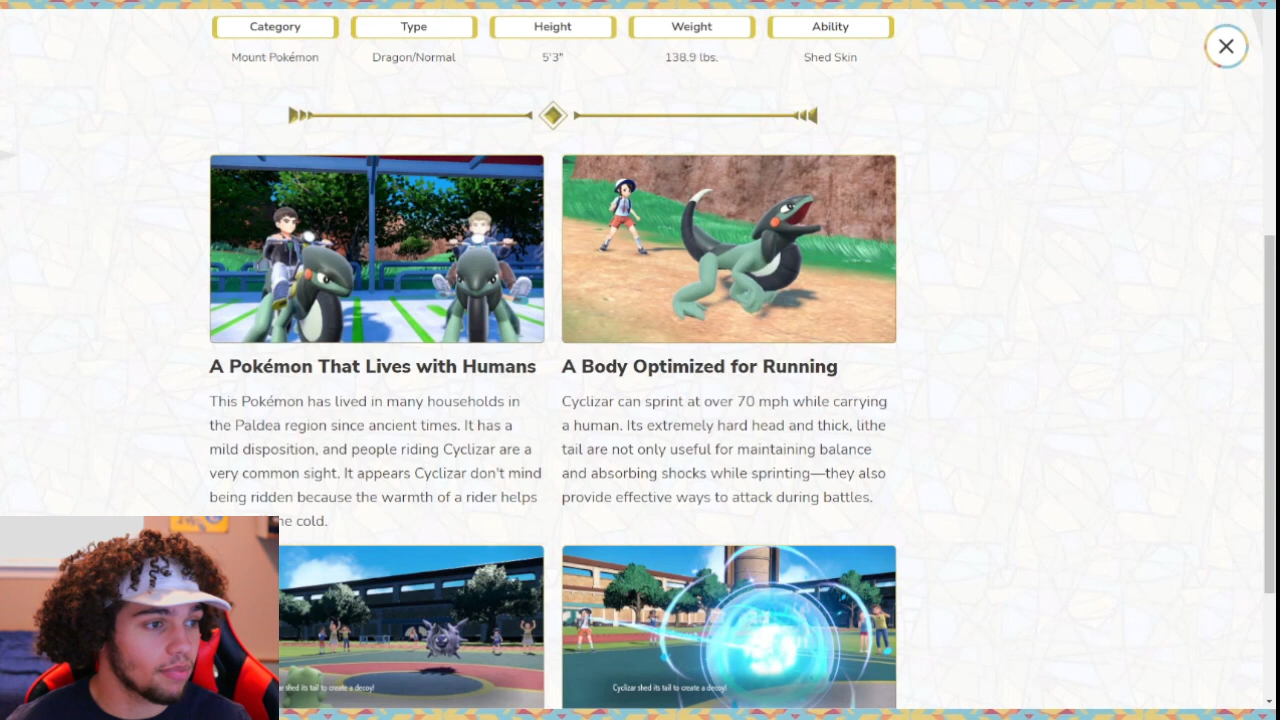 Category Type Height Weight Ability
Mount Pokémon Dragon/Normal 5'3" 138.9 lbs. Shed Skin
A Pokémon That Lives with Humans
This Pokémon has lived in many households in
the Paldea region since ancient times. It has a
mild disposition, and people riding Cyclizar are a
very common sight. It appears Cyclizar don't mind
being ridden because the warmth of a rider helps
cold.
A Body Optimized for Running
Cyclizar can sprint at over 70 mph while carrying
a human. Its extremely hard head and thick, lithe
tail are not only useful for maintaining balance
and absorbing shocks while sprinting—they also
provide effective ways to attack during battles.
shed its tail to create a decoy!
Cyclizar shed its tail to create a decoy!